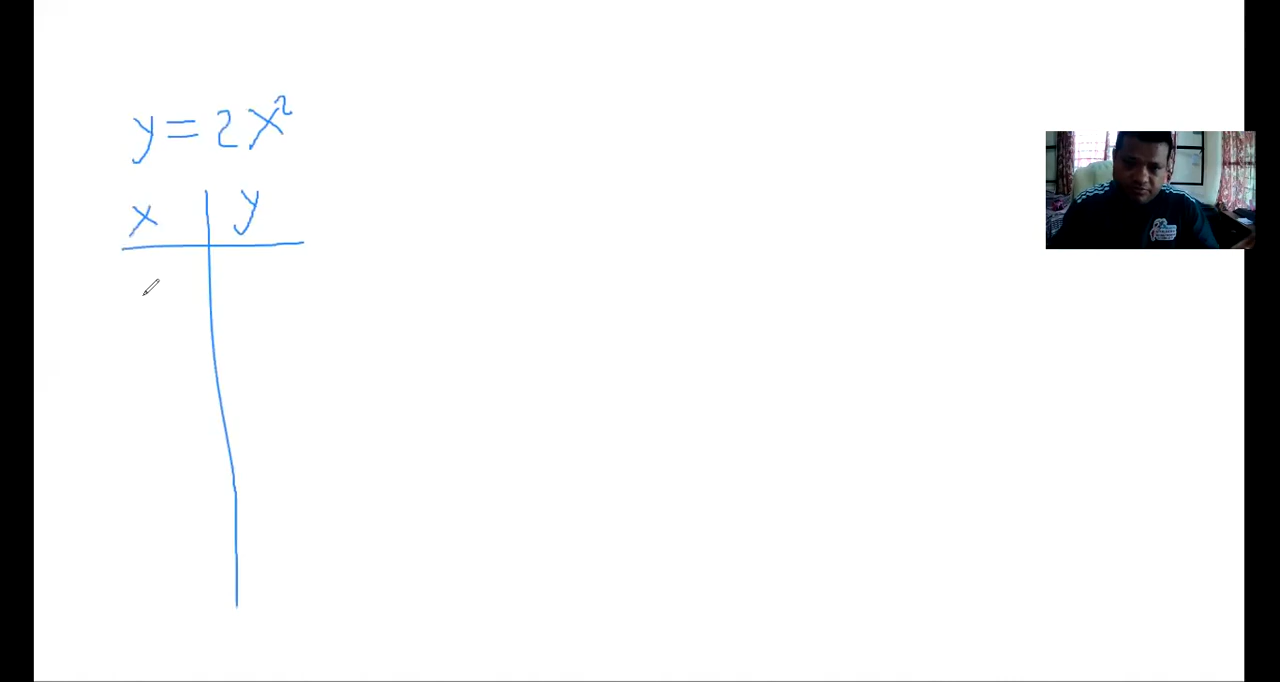 y = 2x²
x y